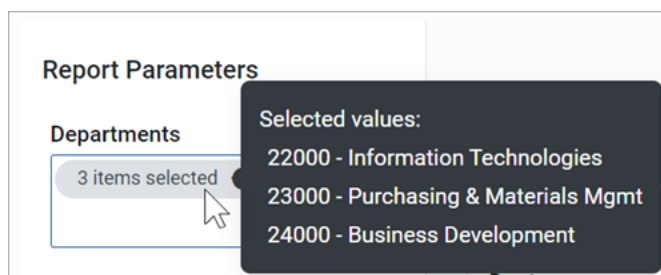 Report Parameters
Departments
3 items selected
Selected values:
22000 - Information Technologies
23000 - Purchasing & Materials Mgmt
24000 - Business Development